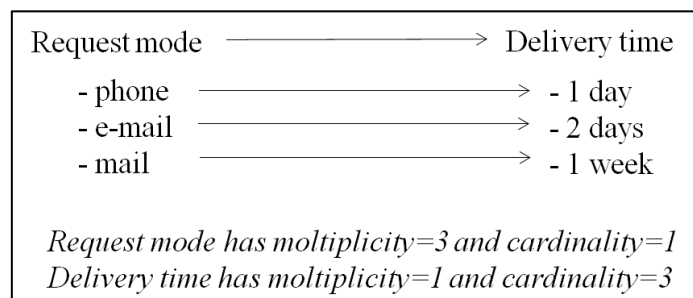 Request mode Delivery time
- phone - 1 day
- e-mail - 2 days
- mail - 1 week
Request mode has moltiplicity=3 and cardinality=1
Delivery time has moltiplicity=1 and cardinality=3